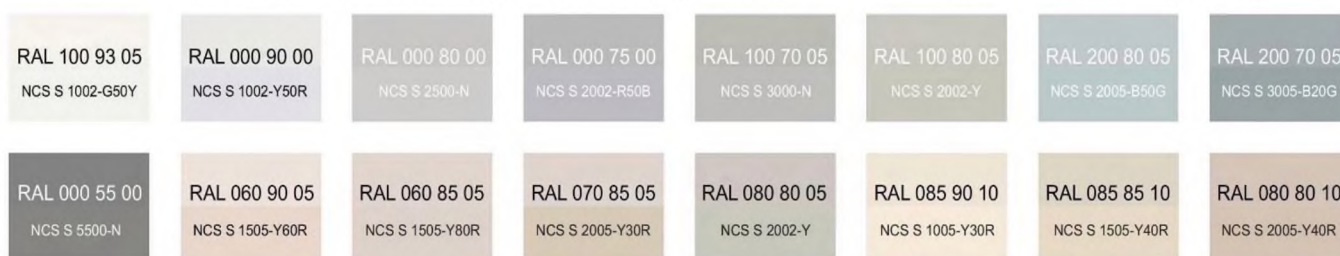 RAL 100 93 05
NCS S 1002-G50Y
RAL 000 90 00
NCS S 1002-Y50R
RAL 000 80 00
NCS S 2500-N
RAL 000 75 00
NCS S 2002-R50B
RAL 100 70 05
NCS S 3000-N
RAL 100 80 05
NCS S 2002-Y
RAL 200 80 05
NCS S 2005-B50G
RAL 200 70 05
NCS S 3005-B20G
RAL 000 55 00
NCS S 5500-N
RAL 060 90 05
NCS S 1505-Y60R
RAL 060 85 05
NCS S 1505-Y80R
RAL 070 85 05
NCS S 2005-Y30R
RAL 080 80 05
NCS S 2002-Y
RAL 085 90 10
NCS S 1005-Y30R
RAL 085 85 10
NCS S 1505-Y40R
RAL 080 80 10
NCS S 2005-Y40R